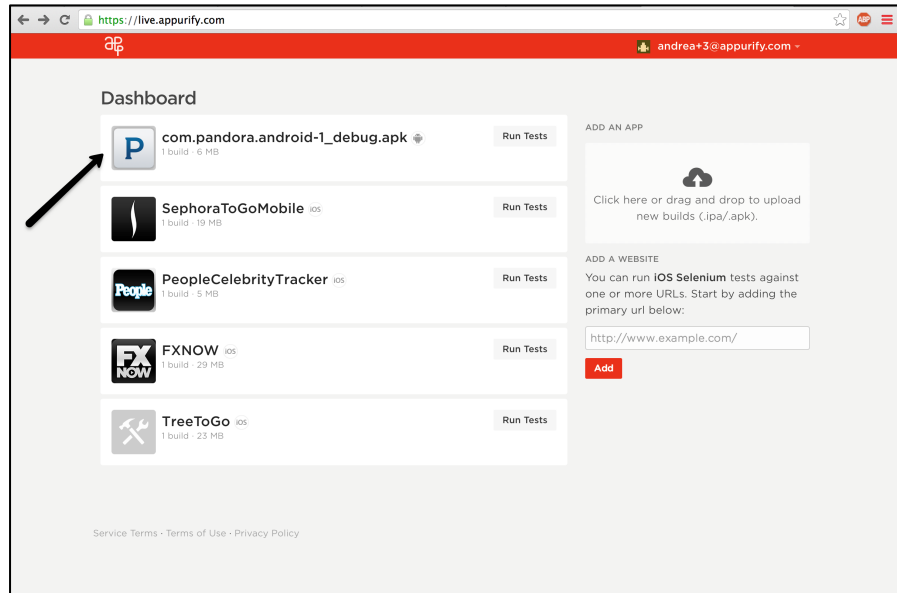 https://live.appurify.com
ABP
app
andrea+3@appurify.com
Dashboard
P
com.pandora.android-1_debug.apk
1 build · 6 MB
Run Tests
SephoraToGoMobile iOS
1 build · 19 MB
Run Tests
People
PeopleCelebrityTracker iOS
1 build · 5 MB
Run Tests
FX
NOW
FXNOW iOS
1 build · 29 MB
Run Tests
TreeToGo iOS
1 build · 23 MB
Run Tests
ADD AN APP
Click here or drag and drop to upload
new builds (.ipa/.apk).
ADD A WEBSITE
You can run iOS Selenium tests against
one or more URLs. Start by adding the
primary url below:
http://www.example.com/
Add
Service Terms · Terms of Use · Privacy Policy